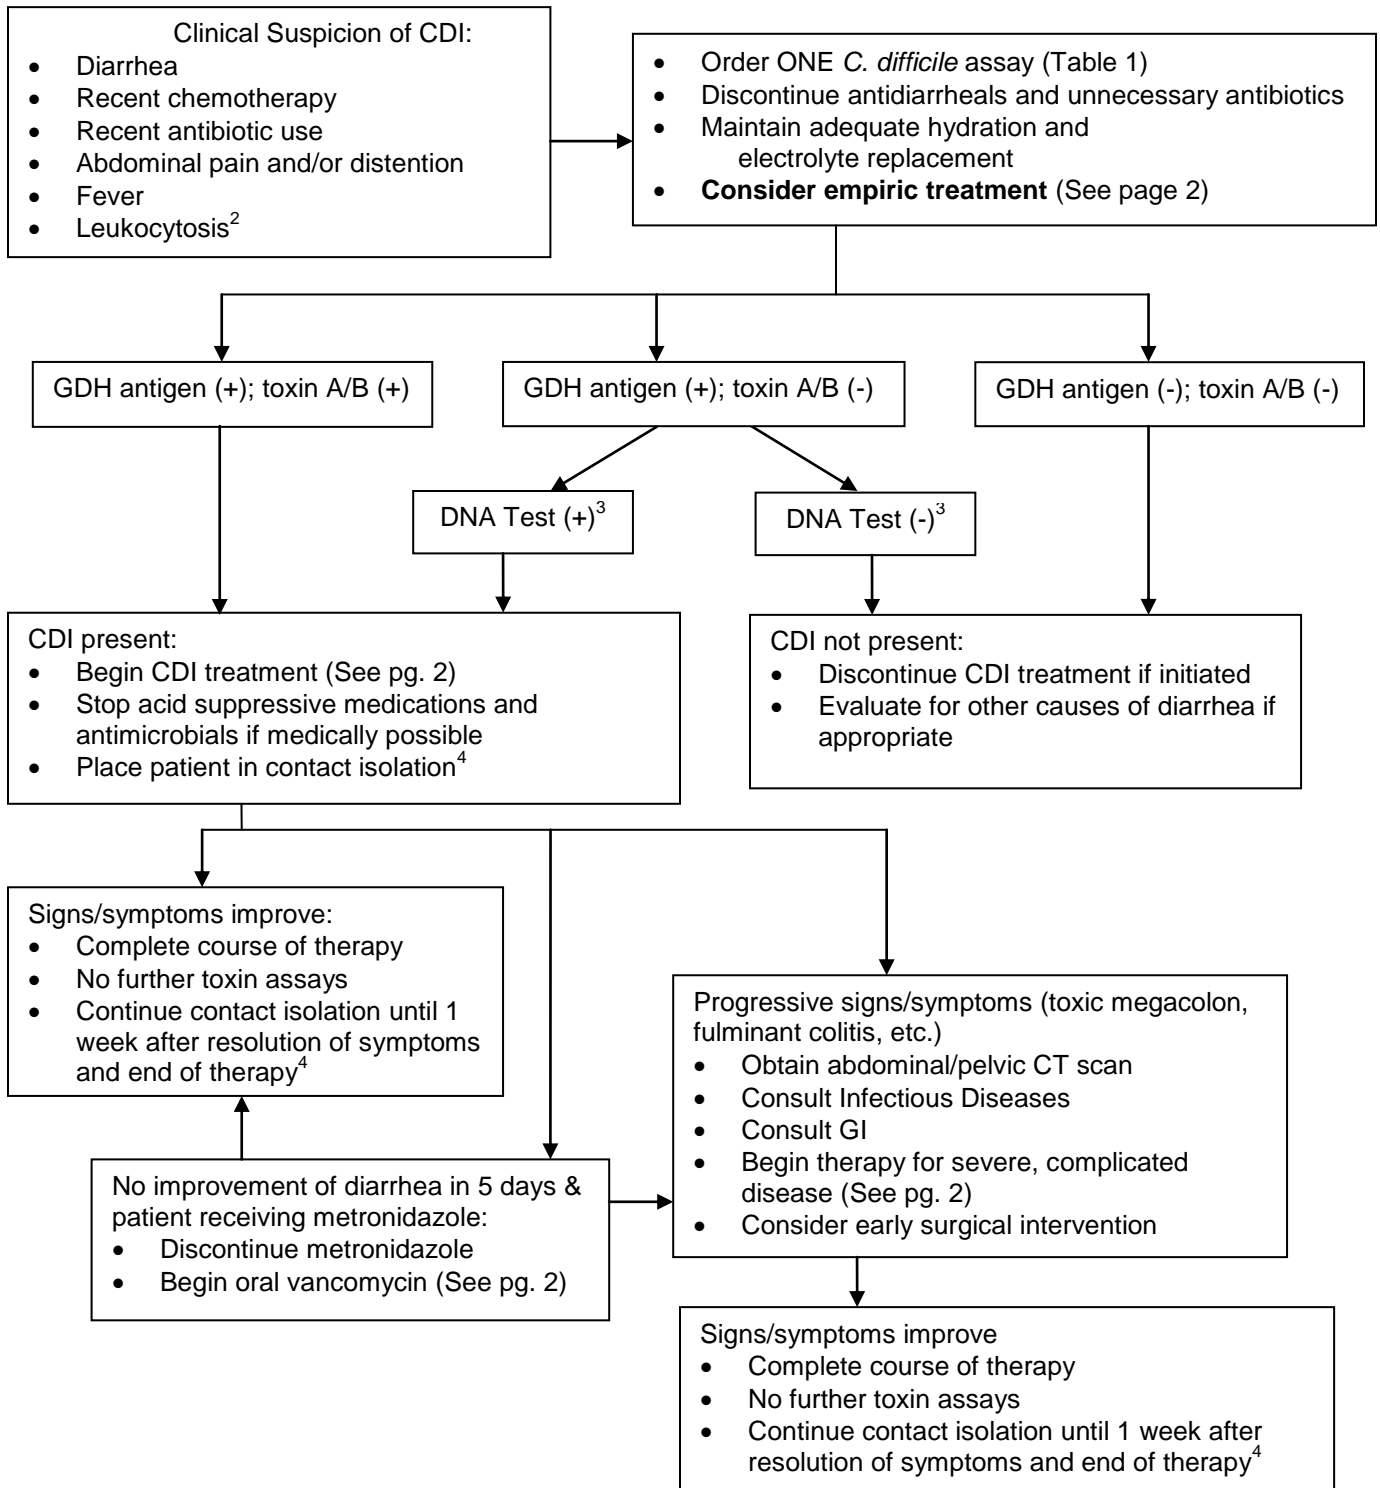 Clinical Suspicion of CDI:
• Diarrhea
• Recent chemotherapy
• Recent antibiotic use
• Abdominal pain and/or distention
• Fever
• Leukocytosis²
• Order ONE C. difficile assay (Table 1)
• Discontinue antidiarrheals and unnecessary antibiotics
• Maintain adequate hydration and
electrolyte replacement
• Consider empiric treatment (See page 2)
GDH antigen (+); toxin A/B (+)
GDH antigen (+); toxin A/B (-)
GDH antigen (-); toxin A/B (-)
DNA Test (+)³
DNA Test (-)³
CDI present:
• Begin CDI treatment (See pg. 2)
• Stop acid suppressive medications and
antimicrobials if medically possible
• Place patient in contact isolation⁴
CDI not present:
• Discontinue CDI treatment if initiated
• Evaluate for other causes of diarrhea if
appropriate
Signs/symptoms improve:
• Complete course of therapy
• No further toxin assays
• Continue contact isolation until 1
week after resolution of symptoms
and end of therapy⁴
Progressive signs/symptoms (toxic megacolon,
fulminant colitis, etc.)
• Obtain abdominal/pelvic CT scan
• Consult Infectious Diseases
• Consult GI
• Begin therapy for severe, complicated
disease (See pg. 2)
• Consider early surgical intervention
No improvement of diarrhea in 5 days &
patient receiving metronidazole:
• Discontinue metronidazole
• Begin oral vancomycin (See pg. 2)
Signs/symptoms improve
• Complete course of therapy
• No further toxin assays
• Continue contact isolation until 1 week after
resolution of symptoms and end of therapy⁴